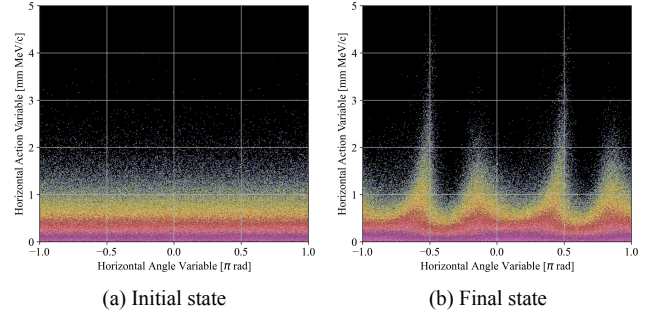 Horizontal Action Variable [mm MeV/c]
5
4
3
2
1
0
−1.0 −0.5 0.0 0.5 1.0
Horizontal Angle Variable [π rad]
(a) Initial state
Horizontal Action Variable [mm MeV/c]
5
4
3
2
1
0
−1.0 −0.5 0.0 0.5 1.0
Horizontal Angle Variable [π rad]
(b) Final state